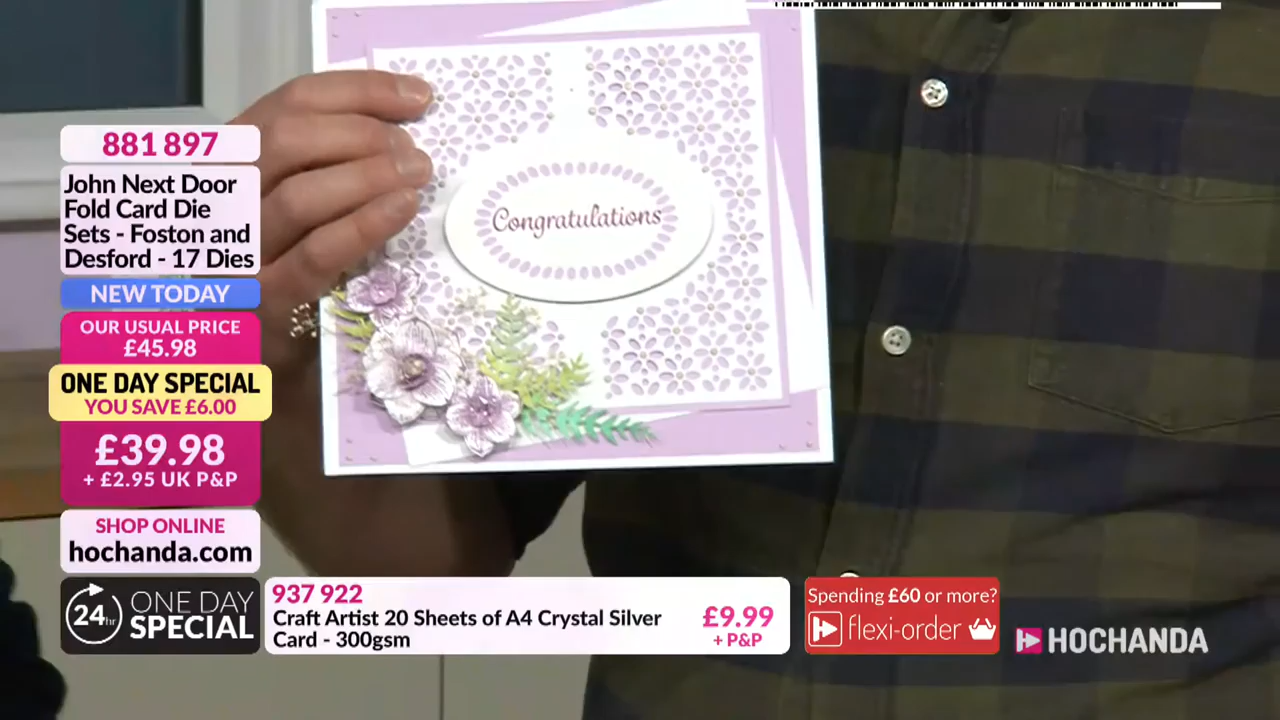 Congratulations
881 897
John Next Door
Fold Card Die
Sets - Foston and
Desford - 17 Dies
NEW TODAY
OUR USUAL PRICE
£45.98
ONE DAY SPECIAL
YOU SAVE £6.00
£39.98
+ £2.95 UK P&P
SHOP ONLINE
hochanda.com
24hr
ONE DAY
SPECIAL
937 922
Craft Artist 20 Sheets of A4 Crystal Silver
Card - 300gsm
£9.99
+ P&P
Spending £60 or more?
flexi-order
HOCHANDA